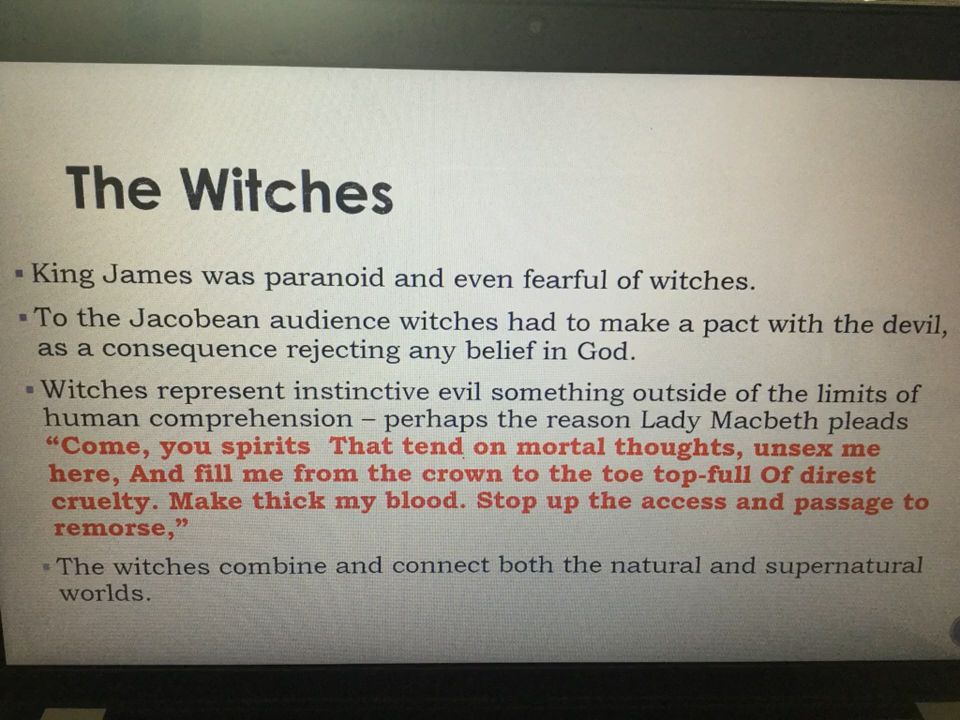 The Witches
▪ King James was paranoid and even fearful of witches.
▪ To the Jacobean audience witches had to make a pact with the devil,
as a consequence rejecting any belief in God.
▪ Witches represent instinctive evil something outside of the limits of
human comprehension – perhaps the reason Lady Macbeth pleads
“Come, you spirits  That tend on mortal thoughts, unsex me
here, And fill me from the crown to the toe top-full Of direst
cruelty. Make thick my blood. Stop up the access and passage to
remorse,”
▪ The witches combine and connect both the natural and supernatural
worlds.